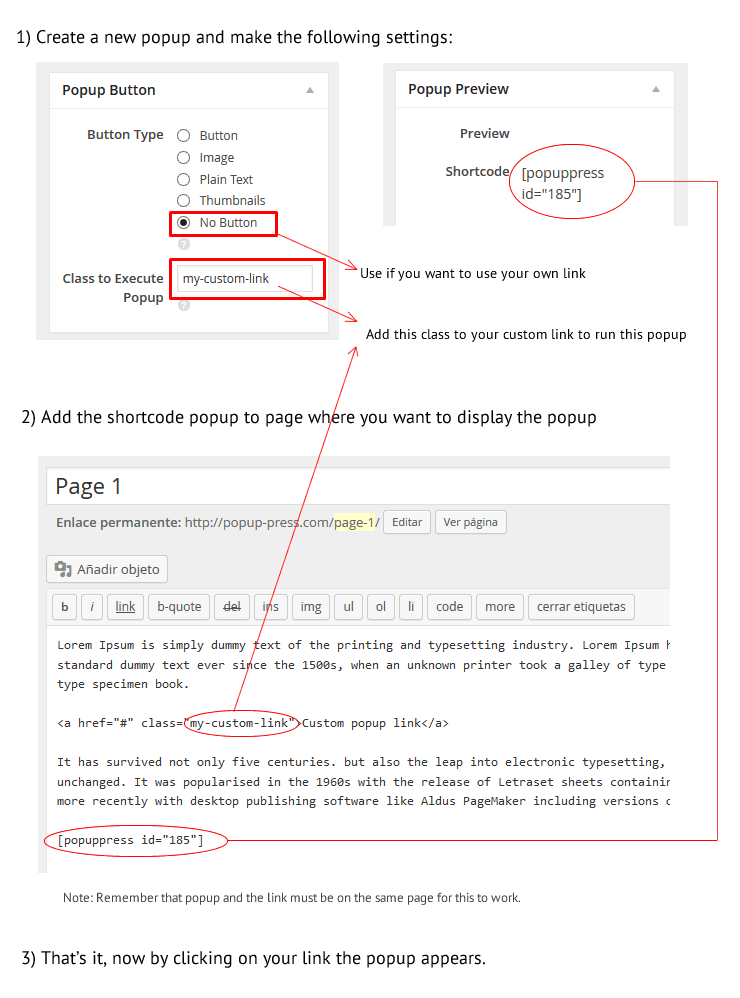 1) Create a new popup and make the following settings:
Popup Button
Button Type
Button
Image
Plain Text
Thumbnails
No Button
?
Class to Execute
Popup
my-custom-link
?
Popup Preview
Preview
Shortcode
[popuppress
id="185"]
Use if you want to use your own link
Add this class to your custom link to run this popup
2) Add the shortcode popup to page where you want to display the popup
Page 1
Enlace permanente: http://popup-press.com/page-1/ Editar Ver página
Añadir objeto
b i link b-quote del ins img ul ol li code more cerrar etiquetas
Lorem Ipsum is simply dummy text of the printing and typesetting industry. Lorem Ipsum
standard dummy text ever since the 1500s, when an unknown printer took a galley of type
type specimen book.
<a href="#" class="my-custom-link">Custom popup link</a>
It has survived not only five centuries. but also the leap into electronic typesetting,
unchanged. It was popularised in the 1960s with the release of Letraset sheets
more recently with desktop publishing software like Aldus PageMaker including versions
[popuppress id="185"]
Note: Remember that popup and the link must be on the same page for this to work.
3) That's it, now by clicking on your link the popup appears.